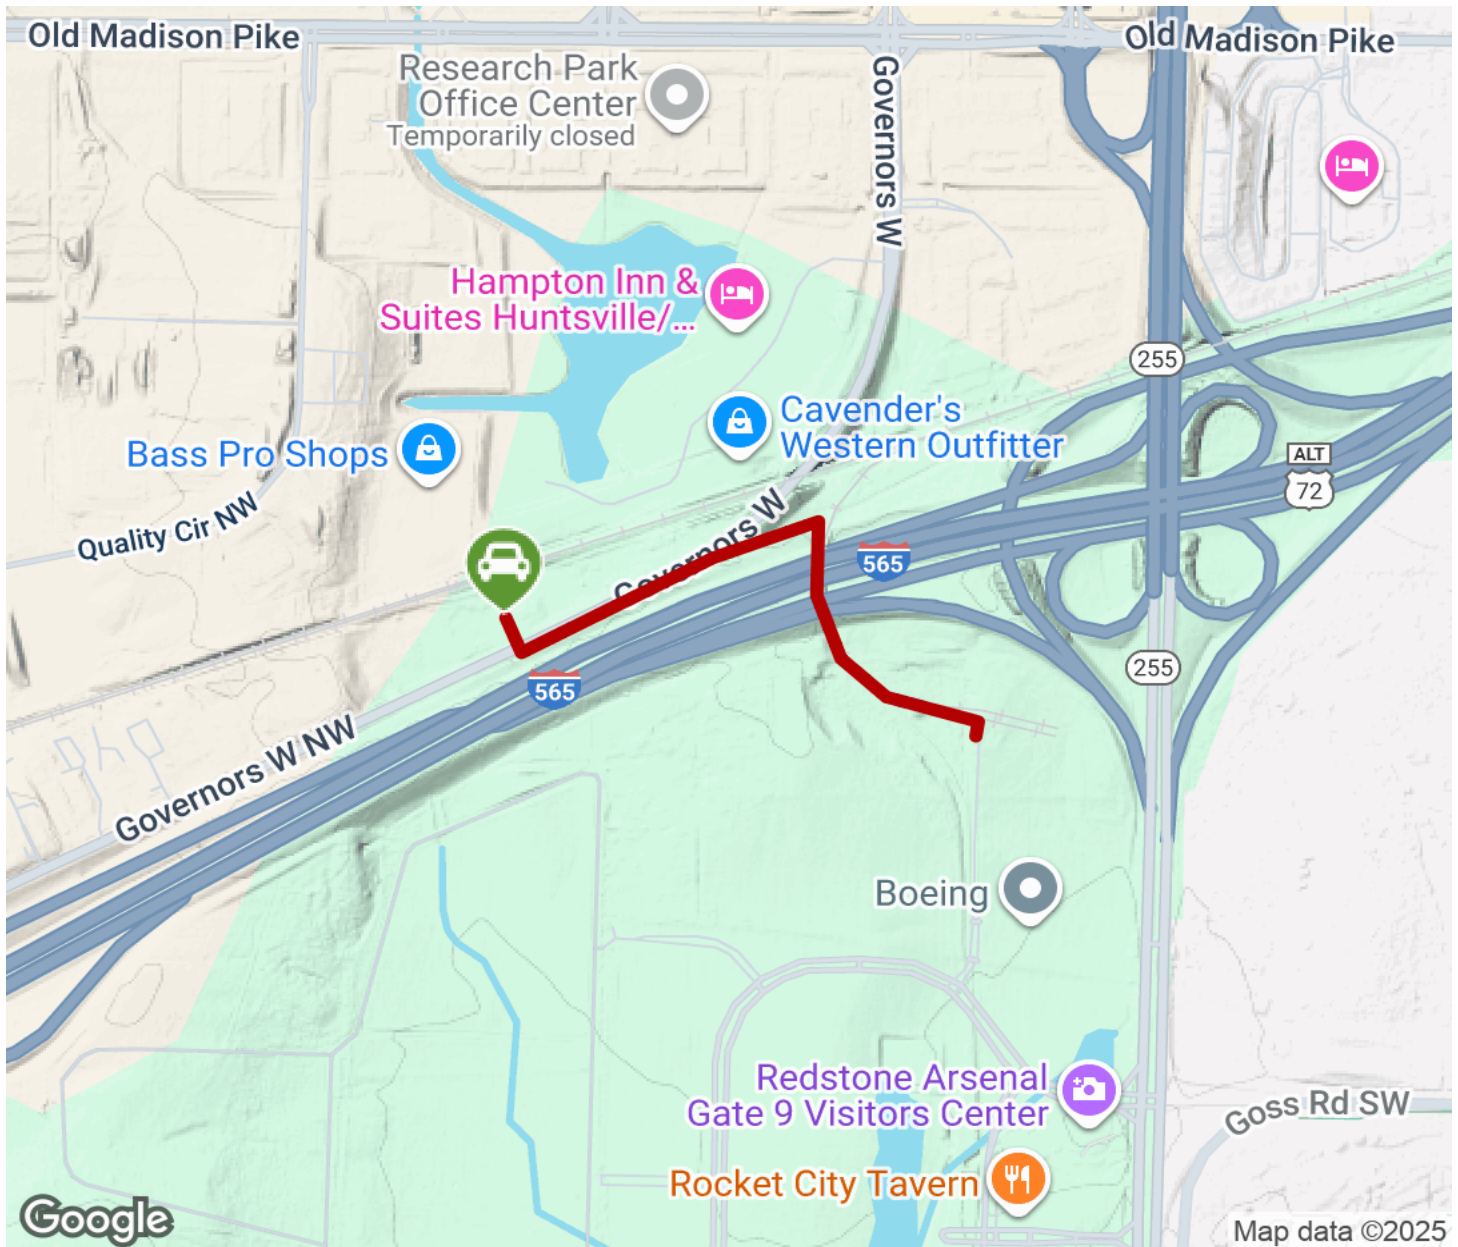 Old Madison Pike
Old Madison Pike
Research Park
Office Center
Temporarily closed
Governors W
Hampton Inn &
Suites Huntsville/...
255
Cavender's
Western Outfitter
Bass Pro Shops
ALT
72
Quality Cir NW
Governors W
565
255
565
Governors W NW
Boeing
Redstone Arsenal
Gate 9 Visitors Center
Goss Rd SW
Rocket City Tavern
Google
Map data ©2025